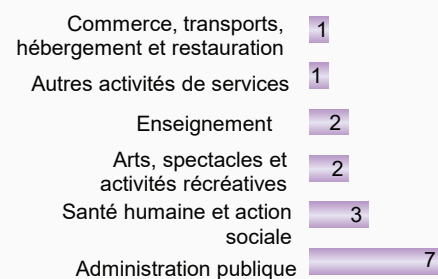 Commerce, transports,
hébergement et restauration
1
Autres activités de services
1
Enseignement
2
Arts, spectacles et
activités récréatives
2
Santé humaine et action
sociale
3
Administration publique
7